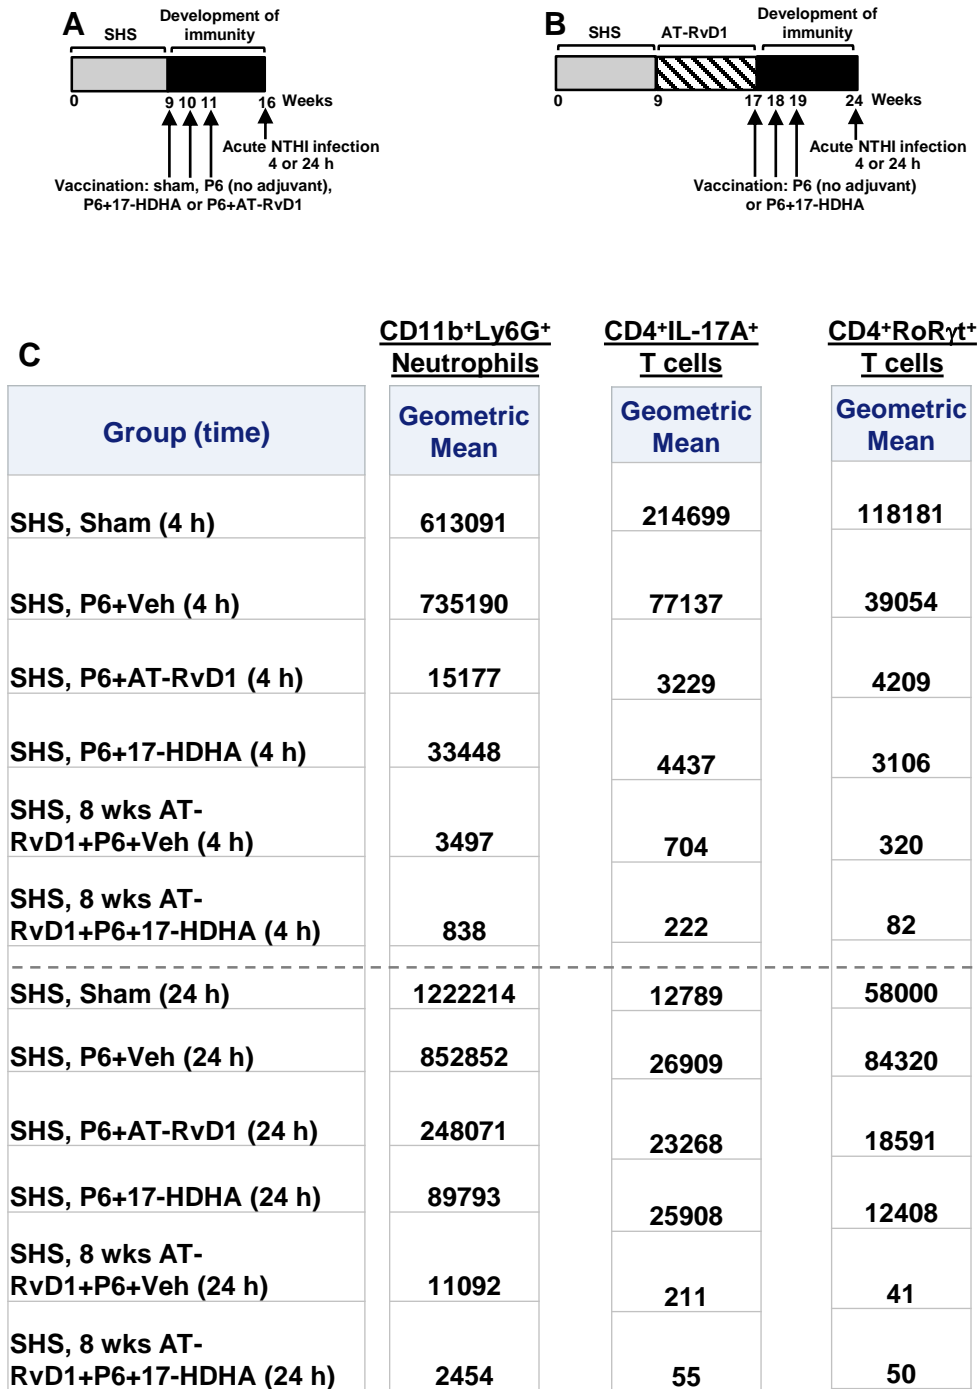 A
SHS
Development of
immunity
0
9 10 11
16 Weeks
Acute NTHI infection
4 or 24 h
Vaccination: sham, P6 (no adjuvant),
P6+17-HDHA or P6+AT-RvD1
B
SHS
AT-RvD1
Development of
immunity
0
9
17 18 19
24 Weeks
Acute NTHI infection
4 or 24 h
Vaccination: P6 (no adjuvant)
or P6+17-HDHA
C
CD11b⁺Ly6G⁺
Neutrophils
CD4⁺IL-17A⁺
T cells
CD4⁺RoRγt⁺
T cells
Group (time)
Geometric
Mean
Geometric
Mean
Geometric
Mean
SHS, Sham (4 h) 613091 214699 118181
SHS, P6+Veh (4 h) 735190 77137 39054
SHS, P6+AT-RvD1 (4 h) 15177 3229 4209
SHS, P6+17-HDHA (4 h) 33448 4437 3106
SHS, 8 wks AT-
RvD1+P6+Veh (4 h) 3497 704 320
SHS, 8 wks AT-
RvD1+P6+17-HDHA (4 h) 838 222 82
SHS, Sham (24 h) 1222214 12789 58000
SHS, P6+Veh (24 h) 852852 26909 84320
SHS, P6+AT-RvD1 (24 h) 248071 23268 18591
SHS, P6+17-HDHA (24 h) 89793 25908 12408
SHS, 8 wks AT-
RvD1+P6+Veh (24 h) 11092 211 41
SHS, 8 wks AT-
RvD1+P6+17-HDHA (24 h) 2454 55 50